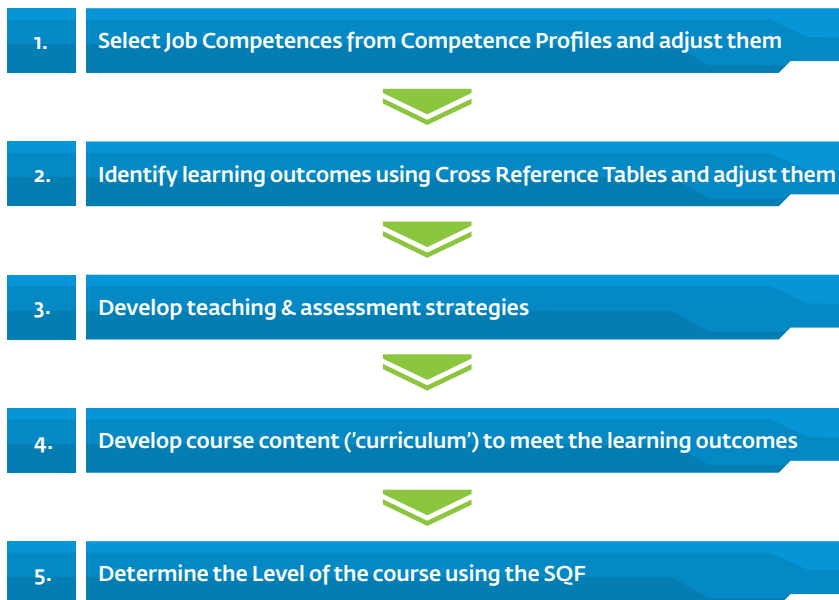 1. Select Job Competences from Competence Profiles and adjust them
2. Identify learning outcomes using Cross Reference Tables and adjust them
3. Develop teaching & assessment strategies
4. Develop course content ('curriculum') to meet the learning outcomes
5. Determine the Level of the course using the SQF